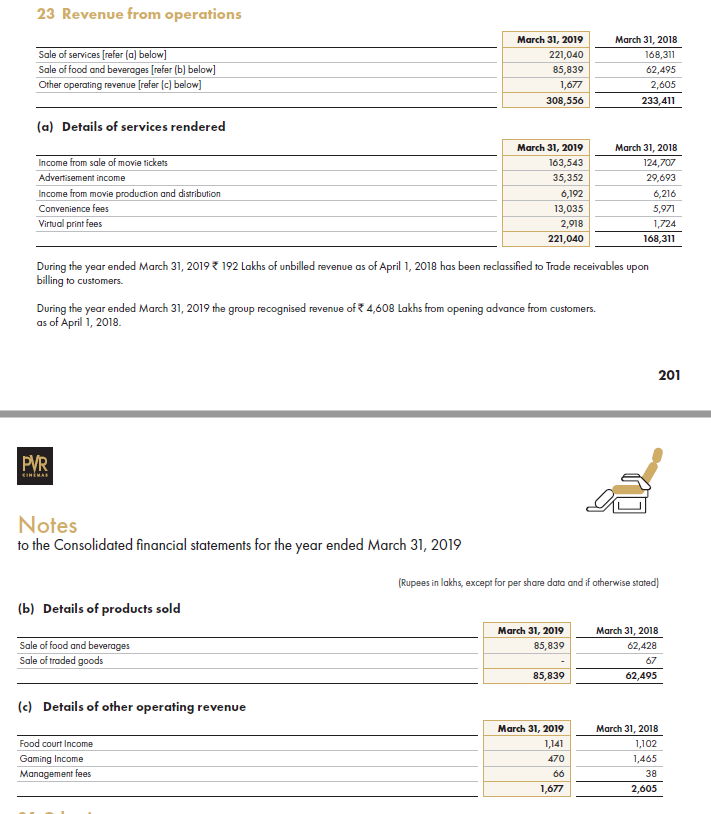 23 Revenue from operations
March 31, 2019 March 31, 2018
Sale of services [refer (a) below] 221,040 168,311
Sale of food and beverages [refer (b) below] 85,839 62,495
Other operating revenue [refer (c) below] 1,677 2,605
308,556 233,411
(a) Details of services rendered
March 31, 2019 March 31, 2018
Income from sale of movie tickets 163,543 124,707
Advertisement income 35,352 29,693
Income from movie production and distribution 6,192 6,216
Convenience fees 13,035 5,971
Virtual print fees 2,918 1,724
221,040 168,311
During the year ended March 31, 2019 ₹ 192 Lakhs of unbilled revenue as of April 1, 2018 has been reclassified to Trade receivables upon
billing to customers.
During the year ended March 31, 2019 the group recognised revenue of ₹ 4,608 Lakhs from opening advance from customers.
as of April 1, 2018.
201
PVR
CINEMAS
Notes
to the Consolidated financial statements for the year ended March 31, 2019
(Rupees in lakhs, except for per share data and if otherwise stated)
(b) Details of products sold
March 31, 2019 March 31, 2018
Sale of food and beverages 85,839 62,428
Sale of traded goods - 67
85,839 62,495
(c) Details of other operating revenue
March 31, 2019 March 31, 2018
Food court Income 1,141 1,102
Gaming Income 470 1,465
Management fees 66 38
1,677 2,605